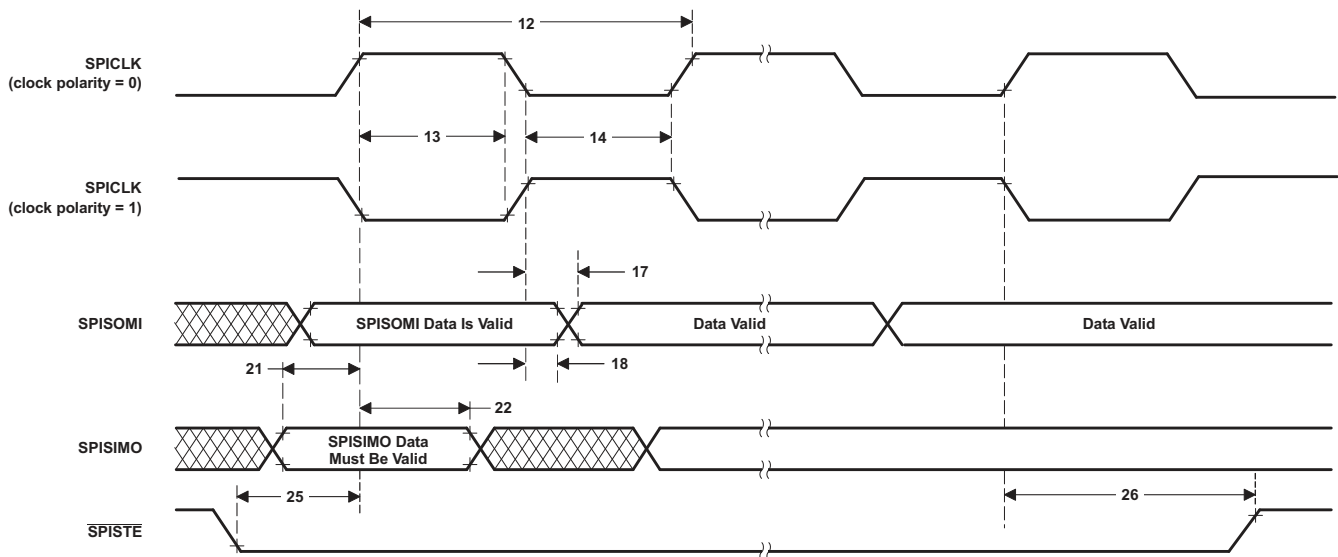 12
SPICLK
(clock polarity = 0)
13
14
SPICLK
(clock polarity = 1)
17
SPISOMI
SPISOMI Data Is Valid
Data Valid
Data Valid
18
21
22
SPISIMO
SPISIMO Data
Must Be Valid
25
26
SPISTE